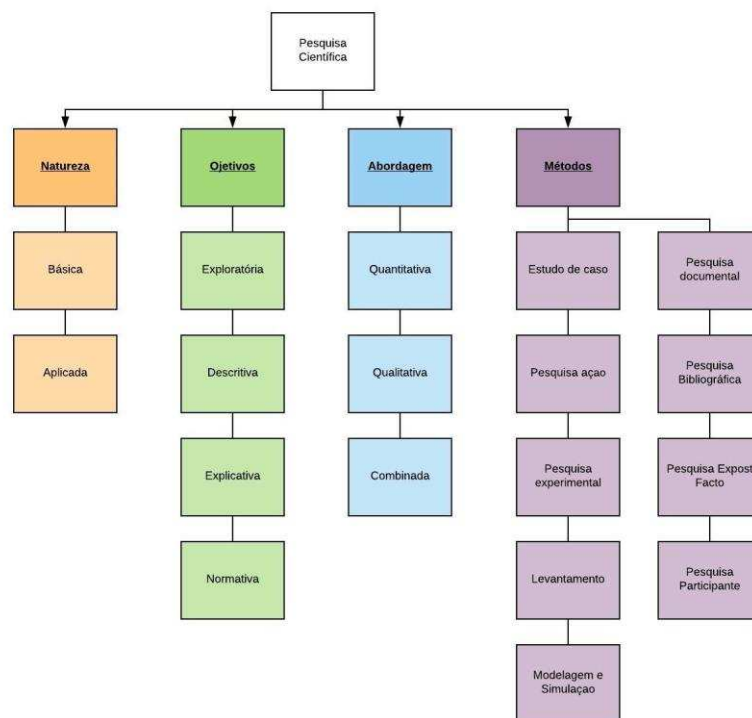 Pesquisa
Científica
Natureza
Ojetivos
Abordagem
Métodos
Básica
Exploratória
Quantitativa
Estudo de caso
Pesquisa
documental
Aplicada
Descritiva
Qualitativa
Pesquisa açao
Pesquisa
Bibliográfica
Explicativa
Combinada
Pesquisa
experimental
Pesquisa Expost
Facto
Normativa
Levantamento
Pesquisa
Participante
Modelagem e
Simulaçao